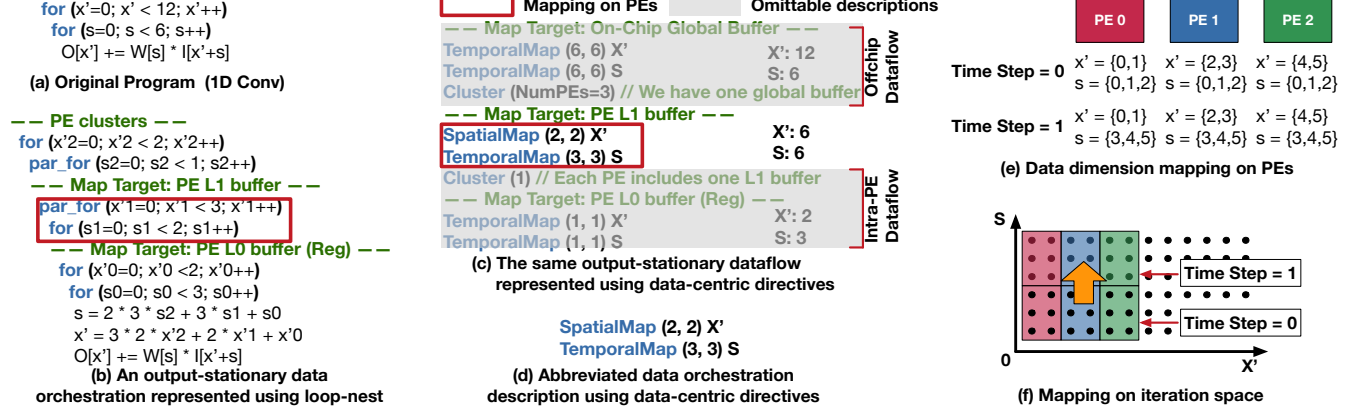 for (x'=0; x' < 12; x'++)
for (s=0; s < 6; s++)
O[x'] += W[s] * I[x'+s]
(a) Original Program (1D Conv)
—— PE clusters ——
for (x'2=0; x'2 < 2; x'2++)
par_for (s2=0; s2 < 1; s2++)
—— Map Target: PE L1 buffer ——
par_for (x'1=0; x'1 < 3; x'1++)
for (s1=0; s1 < 2; s1++)
—— Map Target: PE L0 buffer (Reg) ——
for (x'0=0; x'0 <2; x'0++)
for (s0=0; s0 < 3; s0++)
s = 2 * 3 * s2 + 3 * s1 + s0
x' = 3 * 2 * x'2 + 2 * x'1 + x'0
O[x'] += W[s] * I[x'+s]
(b) An output-stationary data
orchestration represented using loop-nest
Mapping on PEs
Omittable descriptions
—— Map Target: On-Chip Global Buffer ——
TemporalMap (6, 6) X' X': 12
TemporalMap (6, 6) S S: 6
Cluster (NumPEs=3) // We have one global buffer
Offchip
Dataflow
—— Map Target: PE L1 buffer ——
SpatialMap (2, 2) X' X': 6
TemporalMap (3, 3) S S: 6
Cluster (1) // Each PE includes one L1 buffer
—— Map Target: PE L0 buffer (Reg) ——
TemporalMap (1, 1) X' X': 2
TemporalMap (1, 1) S S: 3
Intra-PE
Dataflow
(c) The same output-stationary dataflow
represented using data-centric directives
SpatialMap (2, 2) X'
TemporalMap (3, 3) S
(d) Abbreviated data orchestration
description using data-centric directives
PE 0 PE 1 PE 2
Time Step = 0 x' = {0,1} x' = {2,3} x' = {4,5}
s = {0,1,2} s = {0,1,2} s = {0,1,2}
Time Step = 1 x' = {0,1} x' = {2,3} x' = {4,5}
s = {3,4,5} s = {3,4,5} s = {3,4,5}
(e) Data dimension mapping on PEs
S
Time Step = 1
Time Step = 0
0
X'
(f) Mapping on iteration space